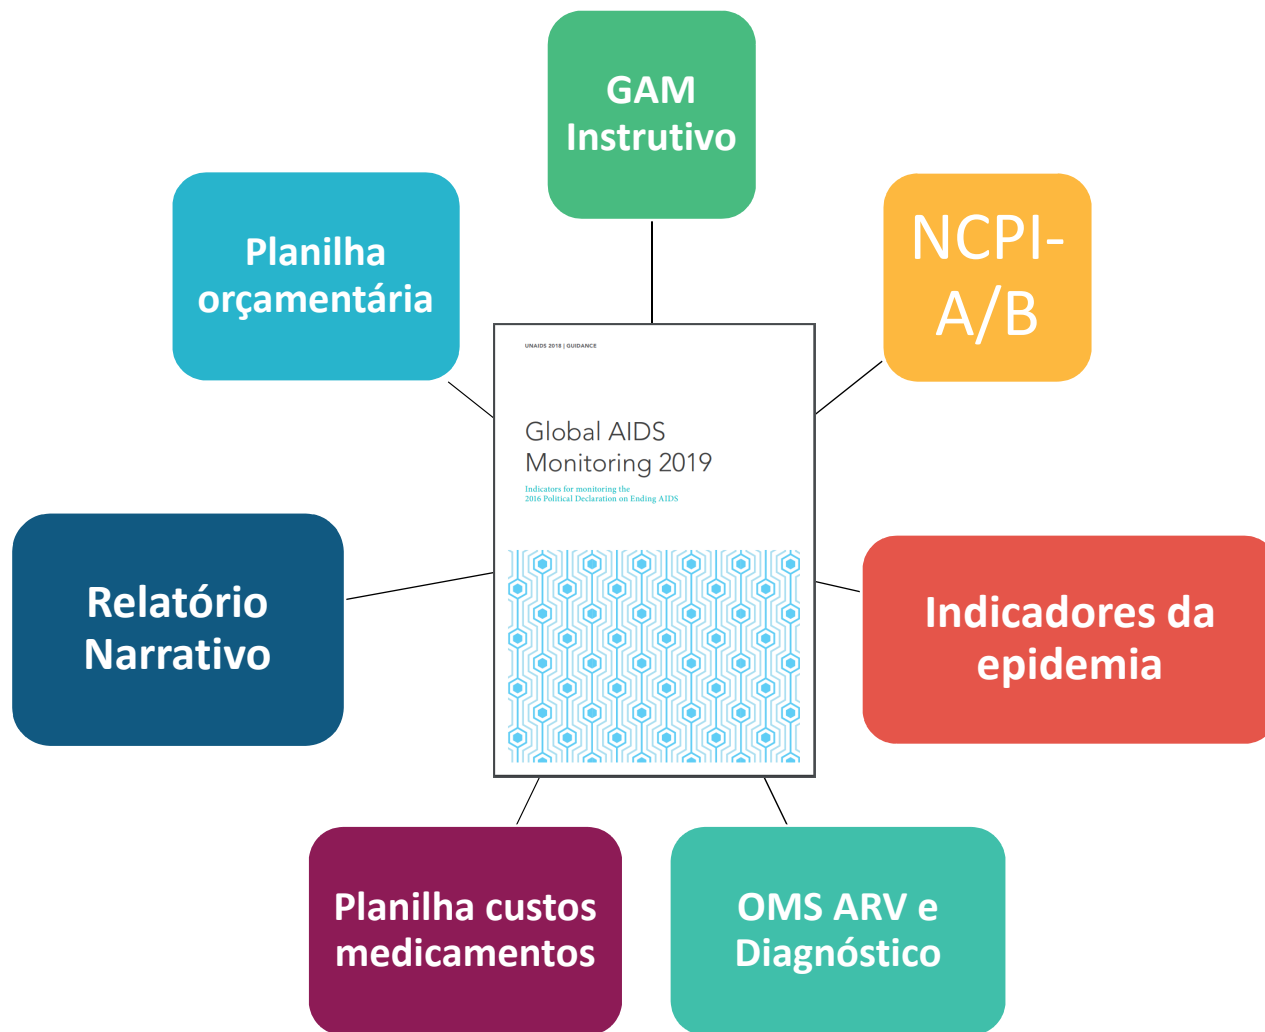 GAM
Instrutivo
NCPI-
A/B
Planilha
orçamentária
UNAIDS 2018 | GUIDANCE
Global AIDS
Monitoring 2019
Indicators for monitoring the
2016 Political Declaration on Ending AIDS
Relatório
Narrativo
Indicadores da
epidemia
Planilha custos
medicamentos
OMS ARV e
Diagnóstico